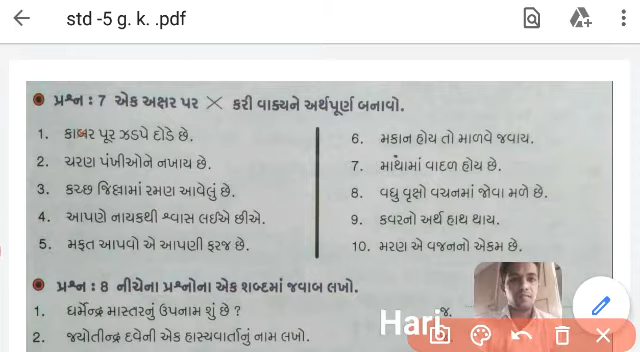 std -5 g. k. .pdf
પ્રશ્ન : 7 એક અક્ષર પર × કરી વાક્યને અર્થપૂર્ણ બનાવો.
1. કાબર પૂર ઝડપે દોડે છે.
2. ચરણ પંખીઓને નખાય છે.
3. કચ્છ જિલ્લામાં રમણ આવેલું છે.
4. આપણે નાયકથી શ્વાસ લઈએ છીએ.
5. મફત આપવો એ આપણી ફરજ છે.
6. મકાન હોય તો માળવે જવાય.
7. માથામાં વાદળ હોય છે.
8. વધુ વૃક્ષો વચનમાં જોવા મળે છે.
9. કવરનો અર્થ હાથ થાય.
10. મરણ એ વજનનો એકમ છે.
પ્રશ્ન : 8 નીચેના પ્રશ્નોના એક શબ્દમાં જવાબ લખો.
1. ધર્મેન્દ્ર માસ્તરનું ઉપનામ શું છે ?
2. જ્યોતીન્દ્ર દવેની એક હાસ્યવાર્તાનું નામ લખો.
જ.
Hari